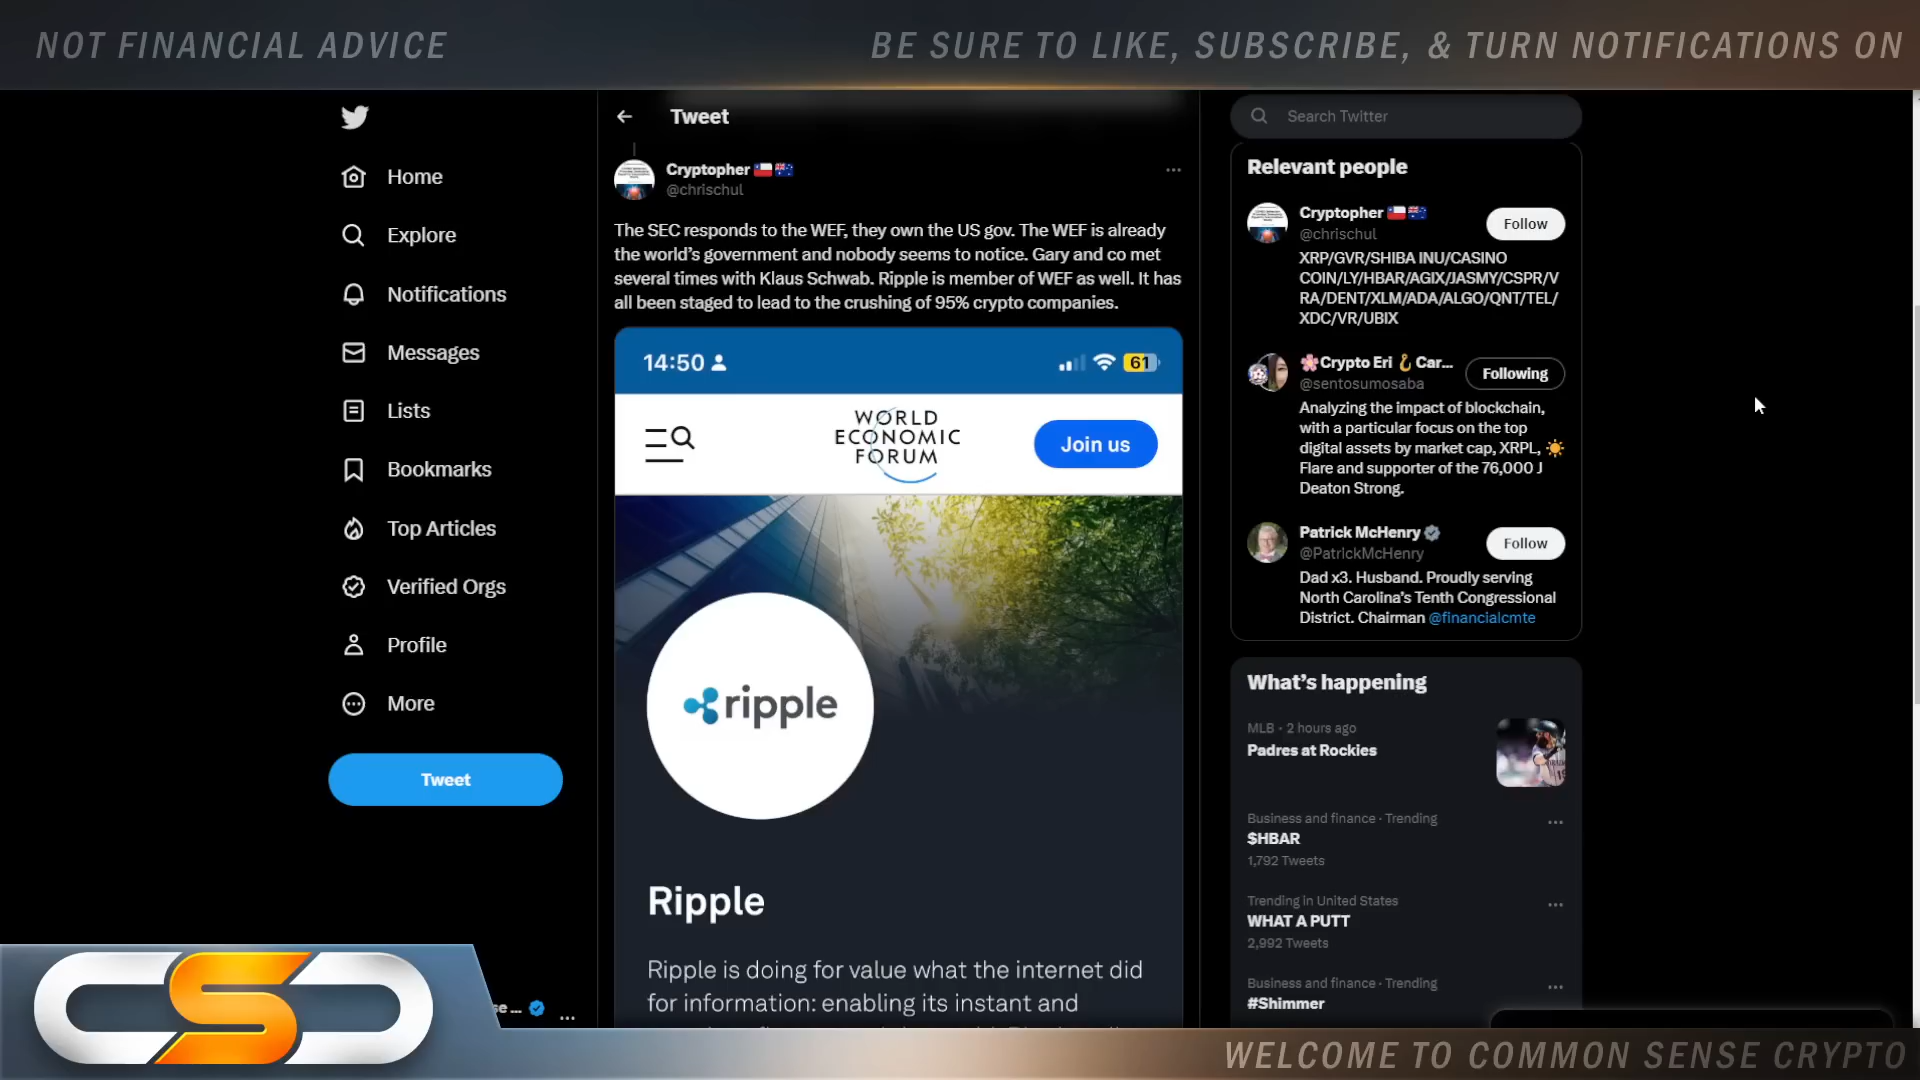 NOT FINANCIAL ADVICE
BE SURE TO LIKE, SUBSCRIBE, & TURN NOTIFICATIONS ON
Home
Explore
Notifications
Messages
Lists
Bookmarks
Top Articles
Verified Orgs
Profile
More
Tweet
Tweet
Cryptopher
@chrischul
The SEC responds to the WEF, they own the US gov. The WEF is already
the world's government and nobody seems to notice. Gary and co met
several times with Klaus Schwab. Ripple is member of WEF as well. It has
all been staged to lead to the crushing of 95% crypto companies.
14:50
61
WORLD
ECONOMIC
FORUM
Join us
ripple
Ripple
Ripple is doing for value what the internet did
for information: enabling its instant and
Search Twitter
Relevant people
Cryptopher
@chrischul
Follow
XRP/GVR/SHIBA INU/CASINO
COIN/LY/HBAR/AGIX/JASMY/CSPR/V
RA/DENT/XLM/ADA/ALGO/QNT/TEL/
XDC/VR/UBIX
Crypto Eri Car...
@sentosumosaba
Following
Analyzing the impact of blockchain,
with a particular focus on the top
digital assets by market cap, XRPL,
Flare and supporter of the 76,000 J
Deaton Strong.
Patrick McHenry
@PatrickMcHenry
Follow
Dad x3. Husband. Proudly serving
North Carolina's Tenth Congressional
District. Chairman @financialcmte
What's happening
MLB · 2 hours ago
Padres at Rockies
Business and finance · Trending
$HBAR
1,792 Tweets
Trending in United States
WHAT A PUTT
2,992 Tweets
Business and finance · Trending
#Shimmer
CSC
se ...
WELCOME TO COMMON SENSE CRYPTO